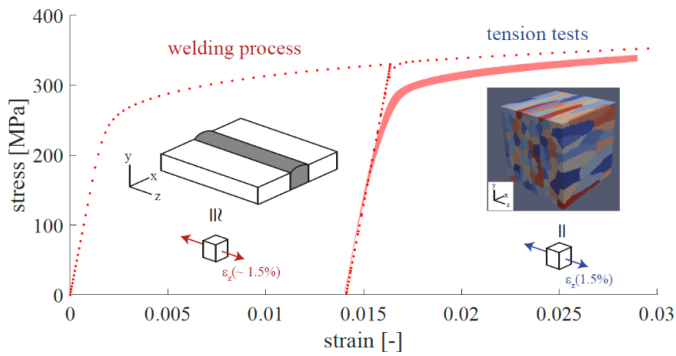 400
300
200
100
0
stress [MPa]
welding process
tension tests
y
x
z
≅
εz(~ 1.5%)
y
x
z
=
εz(1.5%)
0
0.005
0.01
0.015
0.02
0.025
0.03
strain [-]